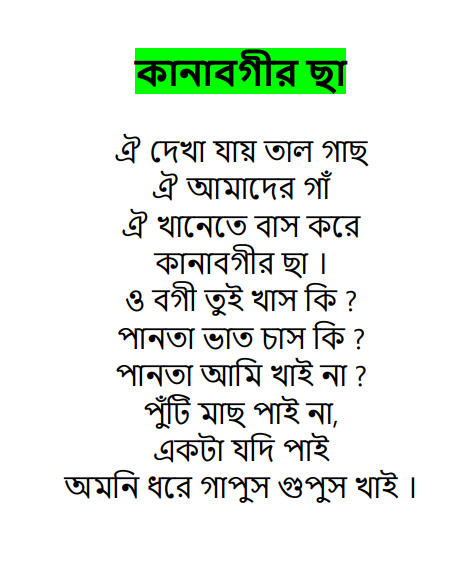 কানাবগীর ছা
ঐ দেখা যায় তাল গাছ
ঐ আমাদের গাঁ
ঐ খানেতে বাস করে
কানাবগীর ছা ।
ও বগী তুই খাস কি ?
পানতা ভাত চাস কি ?
পানতা আমি খাই না ?
পুঁটি মাছ পাই না,
একটা যদি পাই
অমনি ধরে গাপুস গুপুস খাই ।